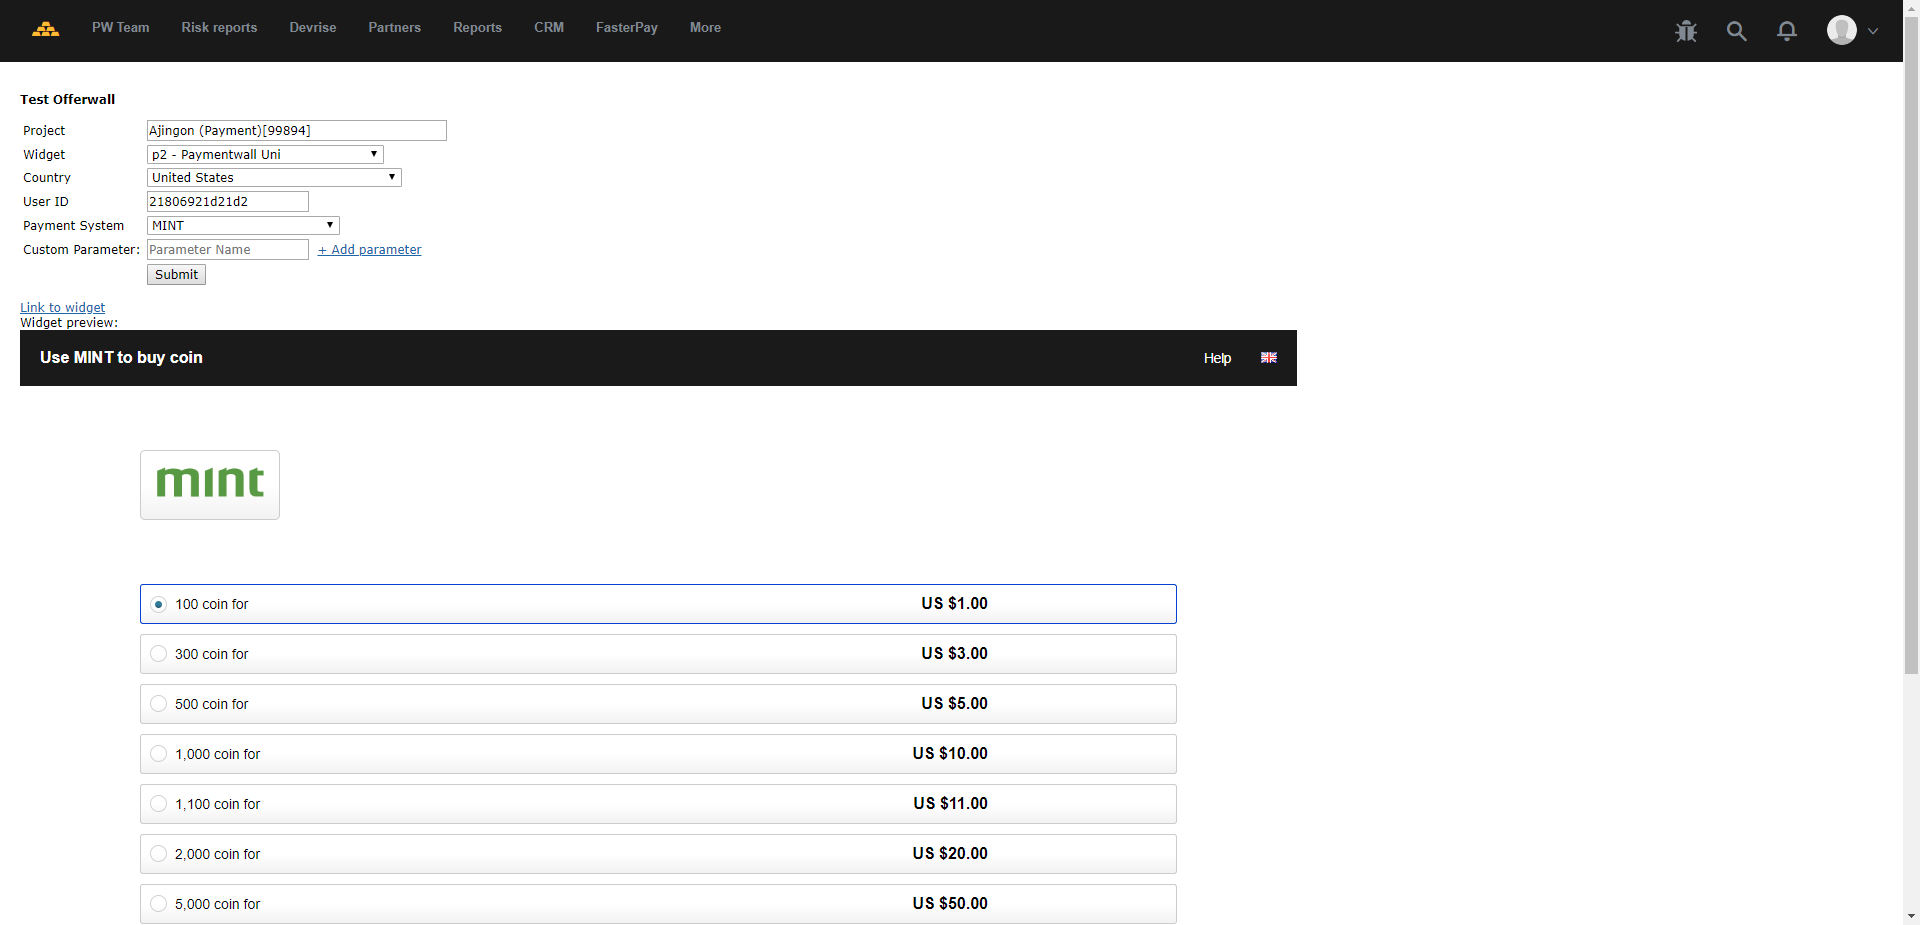 PW Team Risk reports Devrise Partners Reports CRM FasterPay More
Test Offerwall
Project Ajingon (Payment)[99894]
Widget p2 - Paymentwall Uni
Country United States
User ID 21806921d21d2
Payment System MINT
Custom Parameter: Parameter Name + Add parameter
Submit
Link to widget
Widget preview:
Use MINT to buy coin Help
mint
100 coin for US $1.00
300 coin for US $3.00
500 coin for US $5.00
1,000 coin for US $10.00
1,100 coin for US $11.00
2,000 coin for US $20.00
5,000 coin for US $50.00